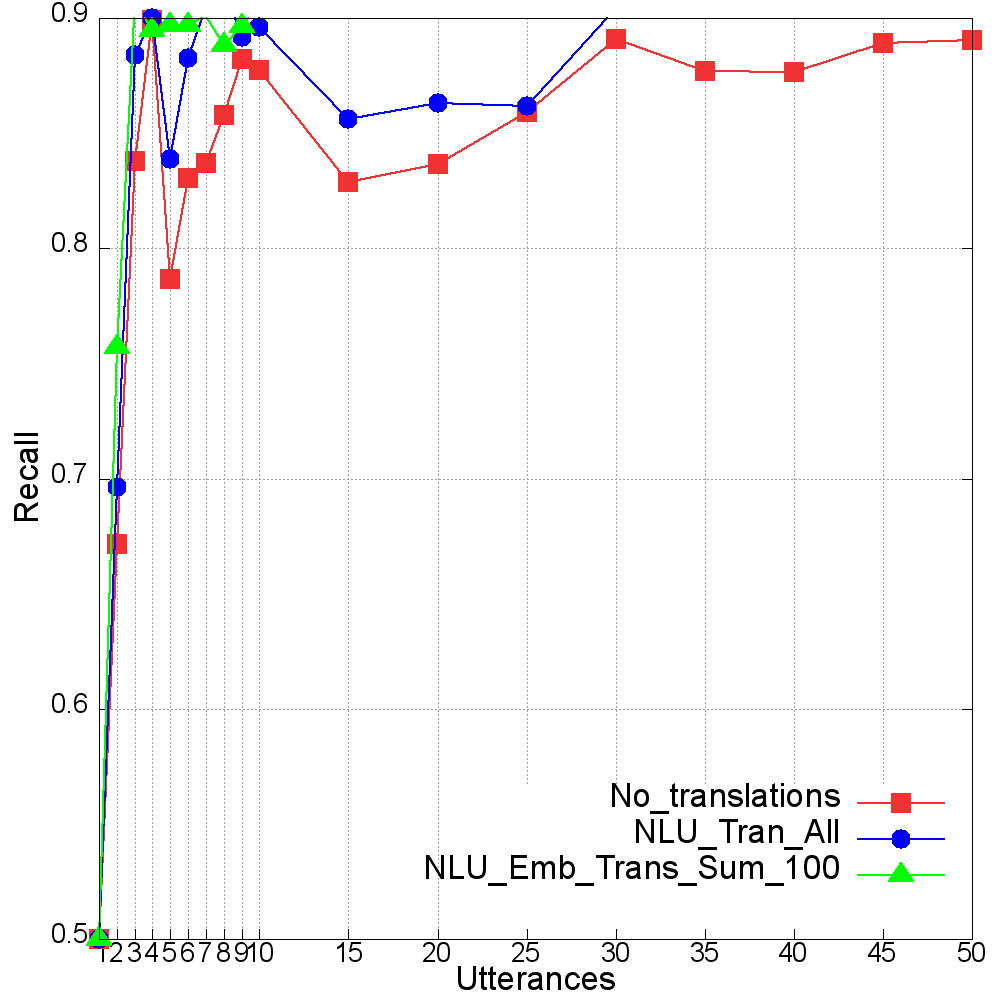 0.9
0.8
0.7
0.6
0.5
Recall
No_translations
NLU_Tran_All
NLU_Emb_Trans_Sum_100
1 2 3 4 5 6 7 8 9 10 15 20 25 30 35 40 45 50
Utterances